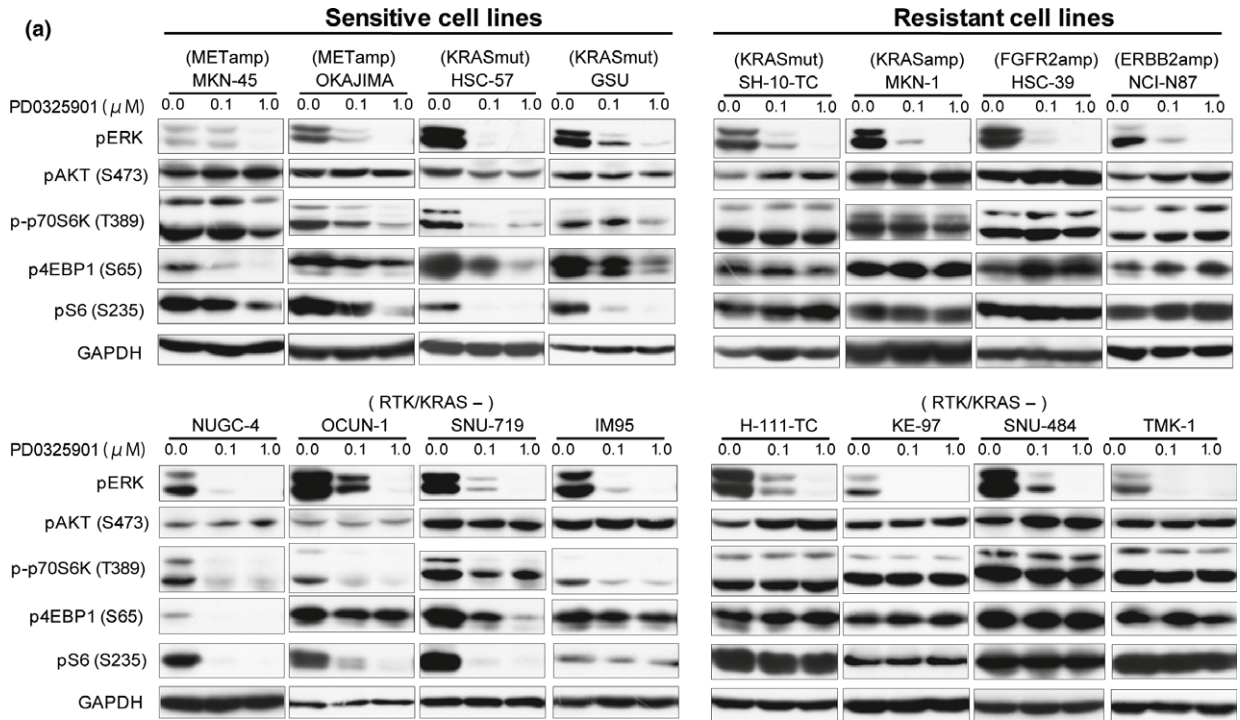 (a)
Sensitive cell lines Resistant cell lines
(METamp) (METamp) (KRASmut) (KRASmut) (KRASmut) (KRASamp) (FGFR2amp) (ERBB2amp)
MKN-45 OKAJIMA HSC-57 GSU SH-10-TC MKN-1 HSC-39 NCI-N87
PD0325901 (μM) 0.0 0.1 1.0 0.0 0.1 1.0 0.0 0.1 1.0 0.0 0.1 1.0 0.0 0.1 1.0 0.0 0.1 1.0 0.0 0.1 1.0 0.0 0.1 1.0
pERK
pAKT (S473)
p-p70S6K (T389)
p4EBP1 (S65)
pS6 (S235)
GAPDH
( RTK/KRAS – ) ( RTK/KRAS – )
NUGC-4 OCUN-1 SNU-719 IM95 H-111-TC KE-97 SNU-484 TMK-1
PD0325901 (μM) 0.0 0.1 1.0 0.0 0.1 1.0 0.0 0.1 1.0 0.0 0.1 1.0 0.0 0.1 1.0 0.0 0.1 1.0 0.0 0.1 1.0 0.0 0.1 1.0
pERK
pAKT (S473)
p-p70S6K (T389)
p4EBP1 (S65)
pS6 (S235)
GAPDH